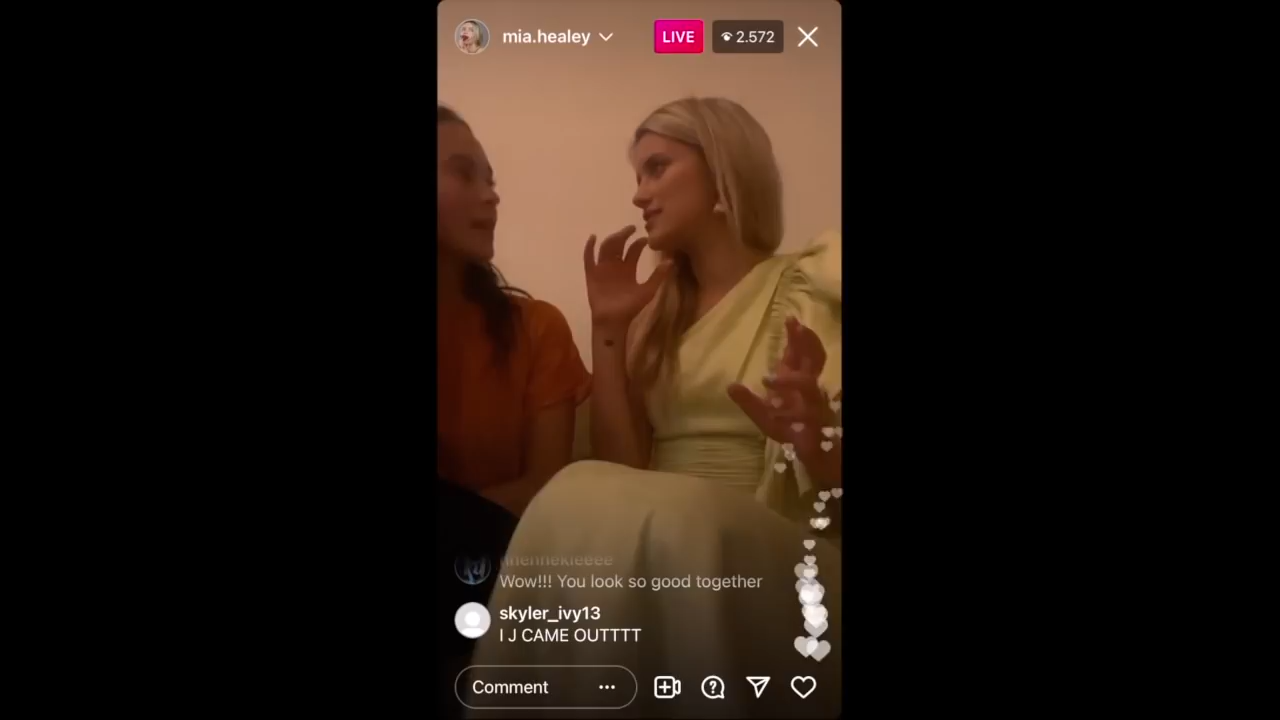 mia.healey LIVE 2.572
Wow!!! You look so good together
skyler_ivy13
I J CAME OUTTTT
Comment